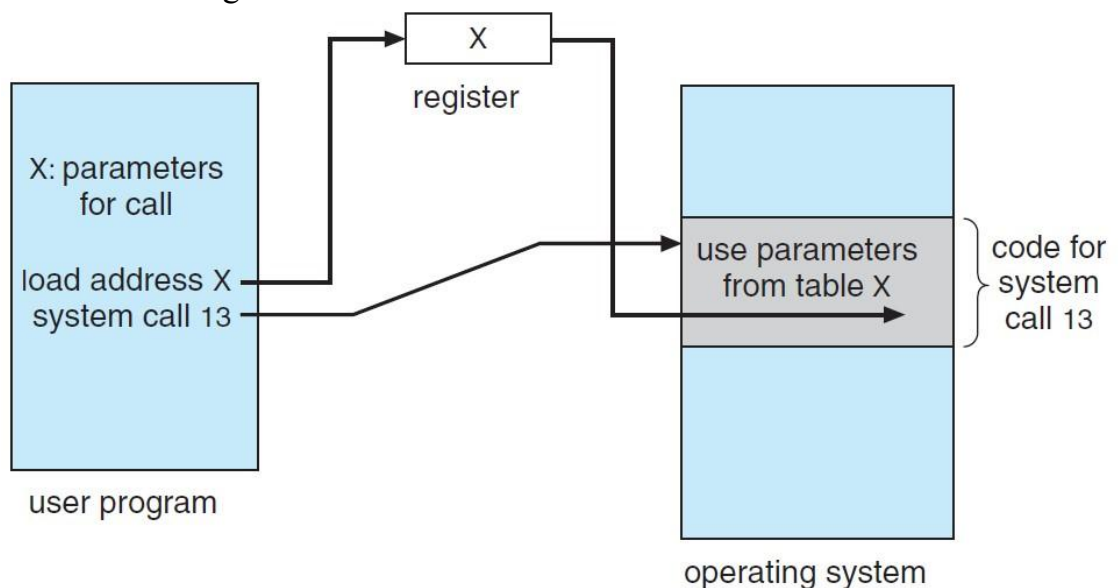 X
register
X: parameters
for call
load address X
system call 13
use parameters
from table X
code for
system
call 13
user program
operating system